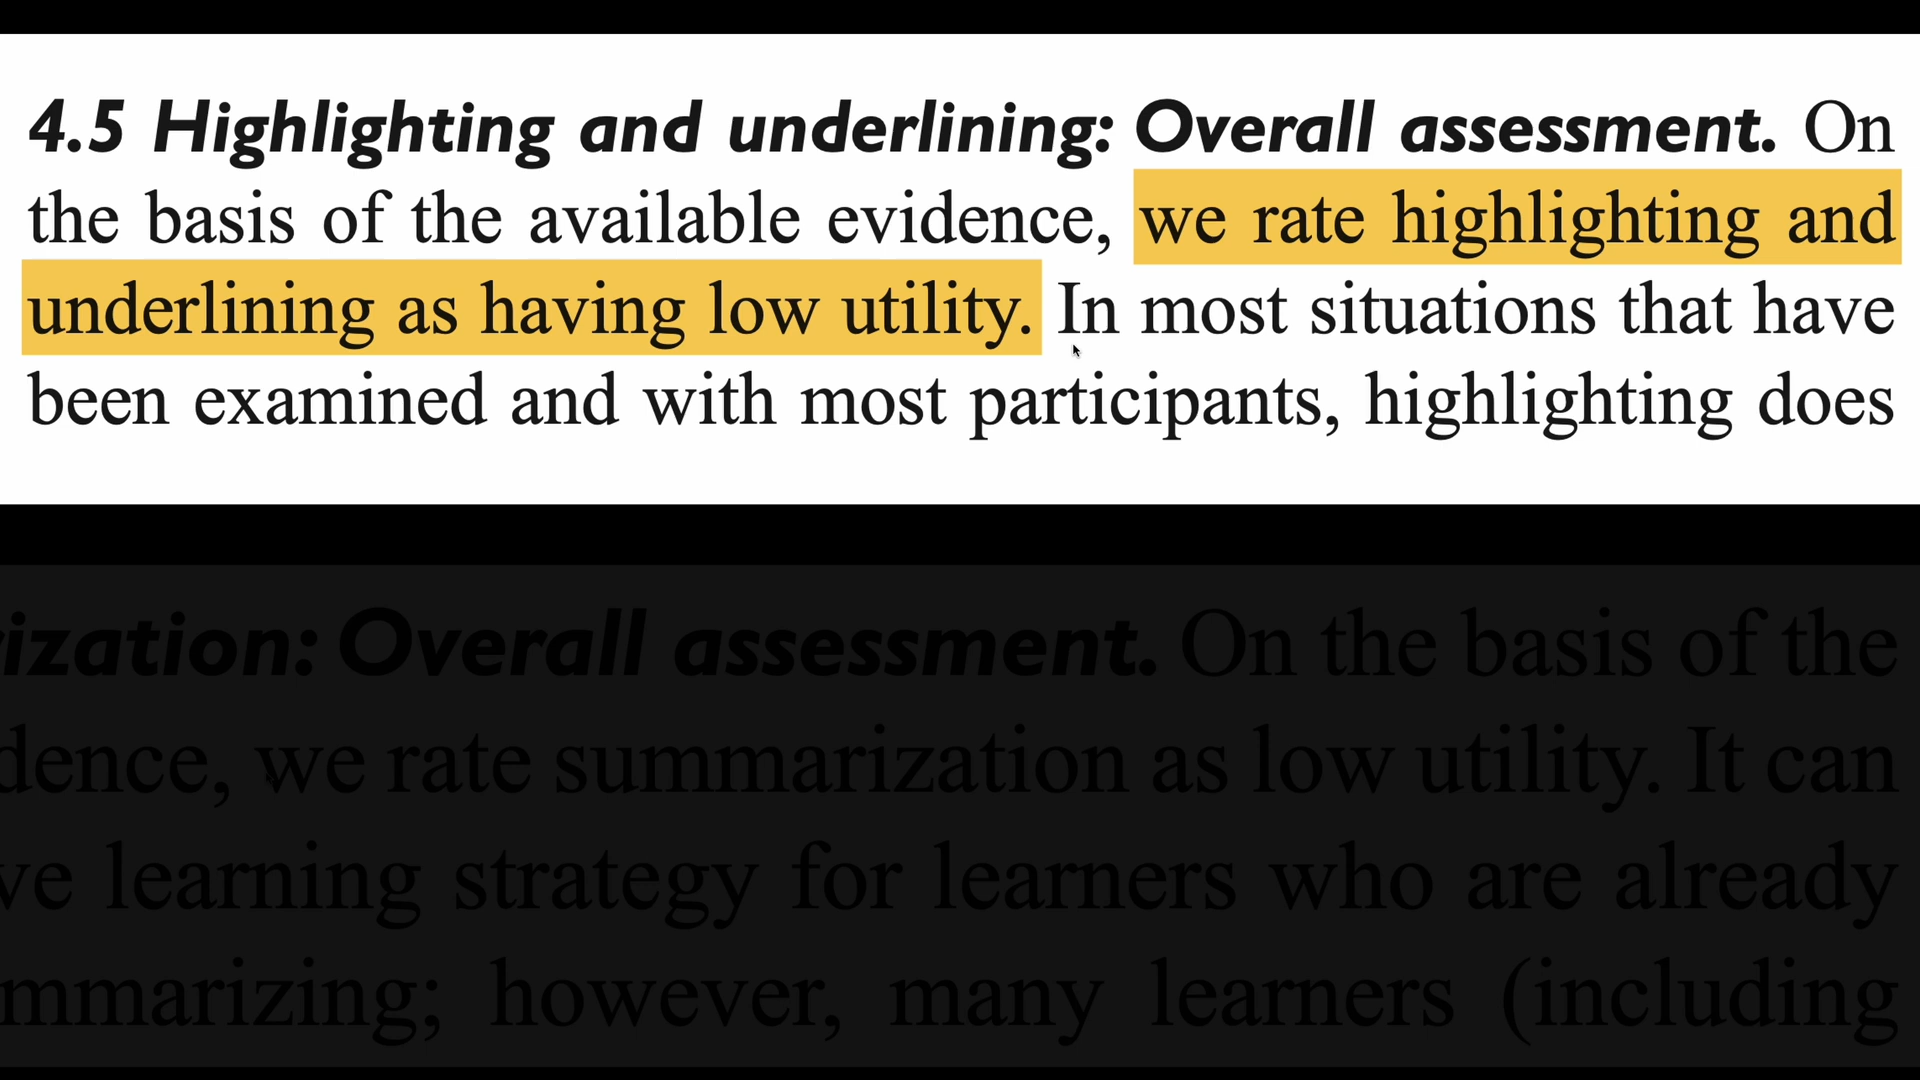 4.5 Highlighting and underlining: Overall assessment. On
the basis of the available evidence, we rate highlighting and
underlining as having low utility. In most situations that have
been examined and with most participants, highlighting does
rization: Overall assessment. On the basis of the
dence, we rate summarization as low utility. It can
ve learning strategy for learners who are already
mmarizing; however, many learners (including